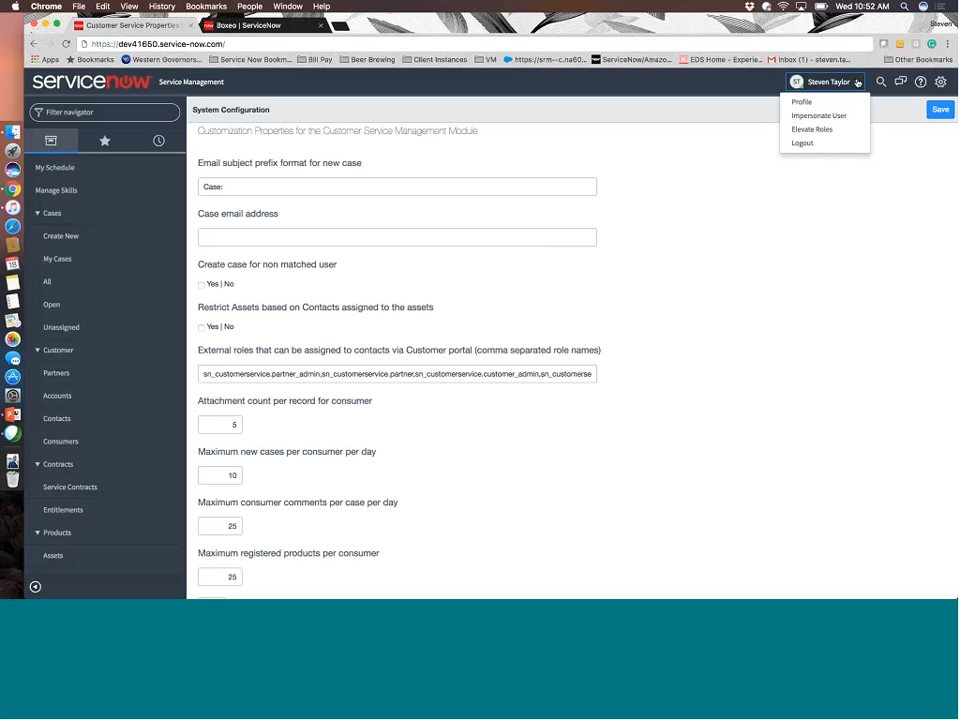 Chrome File Edit View History Bookmarks People Window Help Wed 10:52 AM
Customer Service Properties Boxeo | ServiceNow Steven
https://dev41650.service-now.com/
Apps Bookmarks Western Governors... Service Now Bookm... Bill Pay Beer Brewing Client Instances VM https://srm--c.na60... ServiceNow/Amazo... EDS Home - Experi... Inbox (1) - steven.ta... Other Bookmarks
servicenow Service Management ST Steven Taylor
Filter navigator
System Configuration Save
Profile
Impersonate User
Elevate Roles
Logout
My Schedule
Manage Skills
Cases
Create New
My Cases
All
Open
Unassigned
Customer
Partners
Accounts
Contacts
Consumers
Contracts
Service Contracts
Entitlements
Products
Assets
Customization Properties for the Customer Service Management Module
Email subject prefix format for new case
Case:
Case email address
Create case for non matched user
Yes | No
Restrict Assets based on Contacts assigned to the assets
Yes | No
External roles that can be assigned to contacts via Customer portal (comma separated role names)
sn_customerservice.partner_admin,sn_customerservice.partner,sn_customerservice.customer_admin,sn_customerse
Attachment count per record for consumer
5
Maximum new cases per consumer per day
10
Maximum consumer comments per case per day
25
Maximum registered products per consumer
25